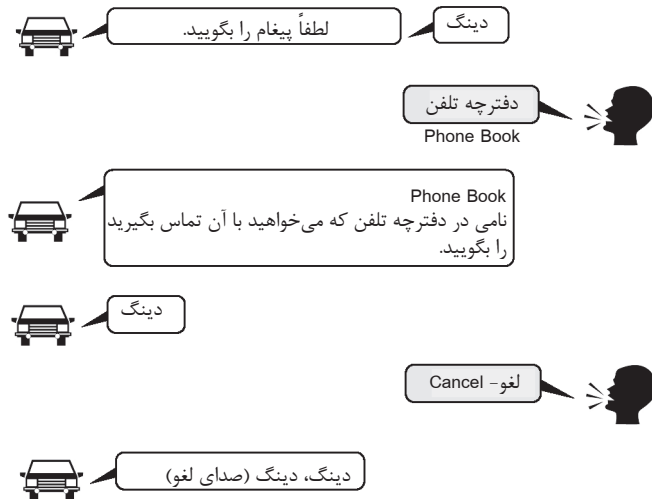 لطفاً پیغام را بگویید.
دینگ
دفترچه تلفن
Phone Book
Phone Book
نامی در دفترچه تلفن که می‌خواهید با آن تماس بگیرید
را بگویید.
دینگ
لغو- Cancel
دینگ، دینگ (صدای لغو)